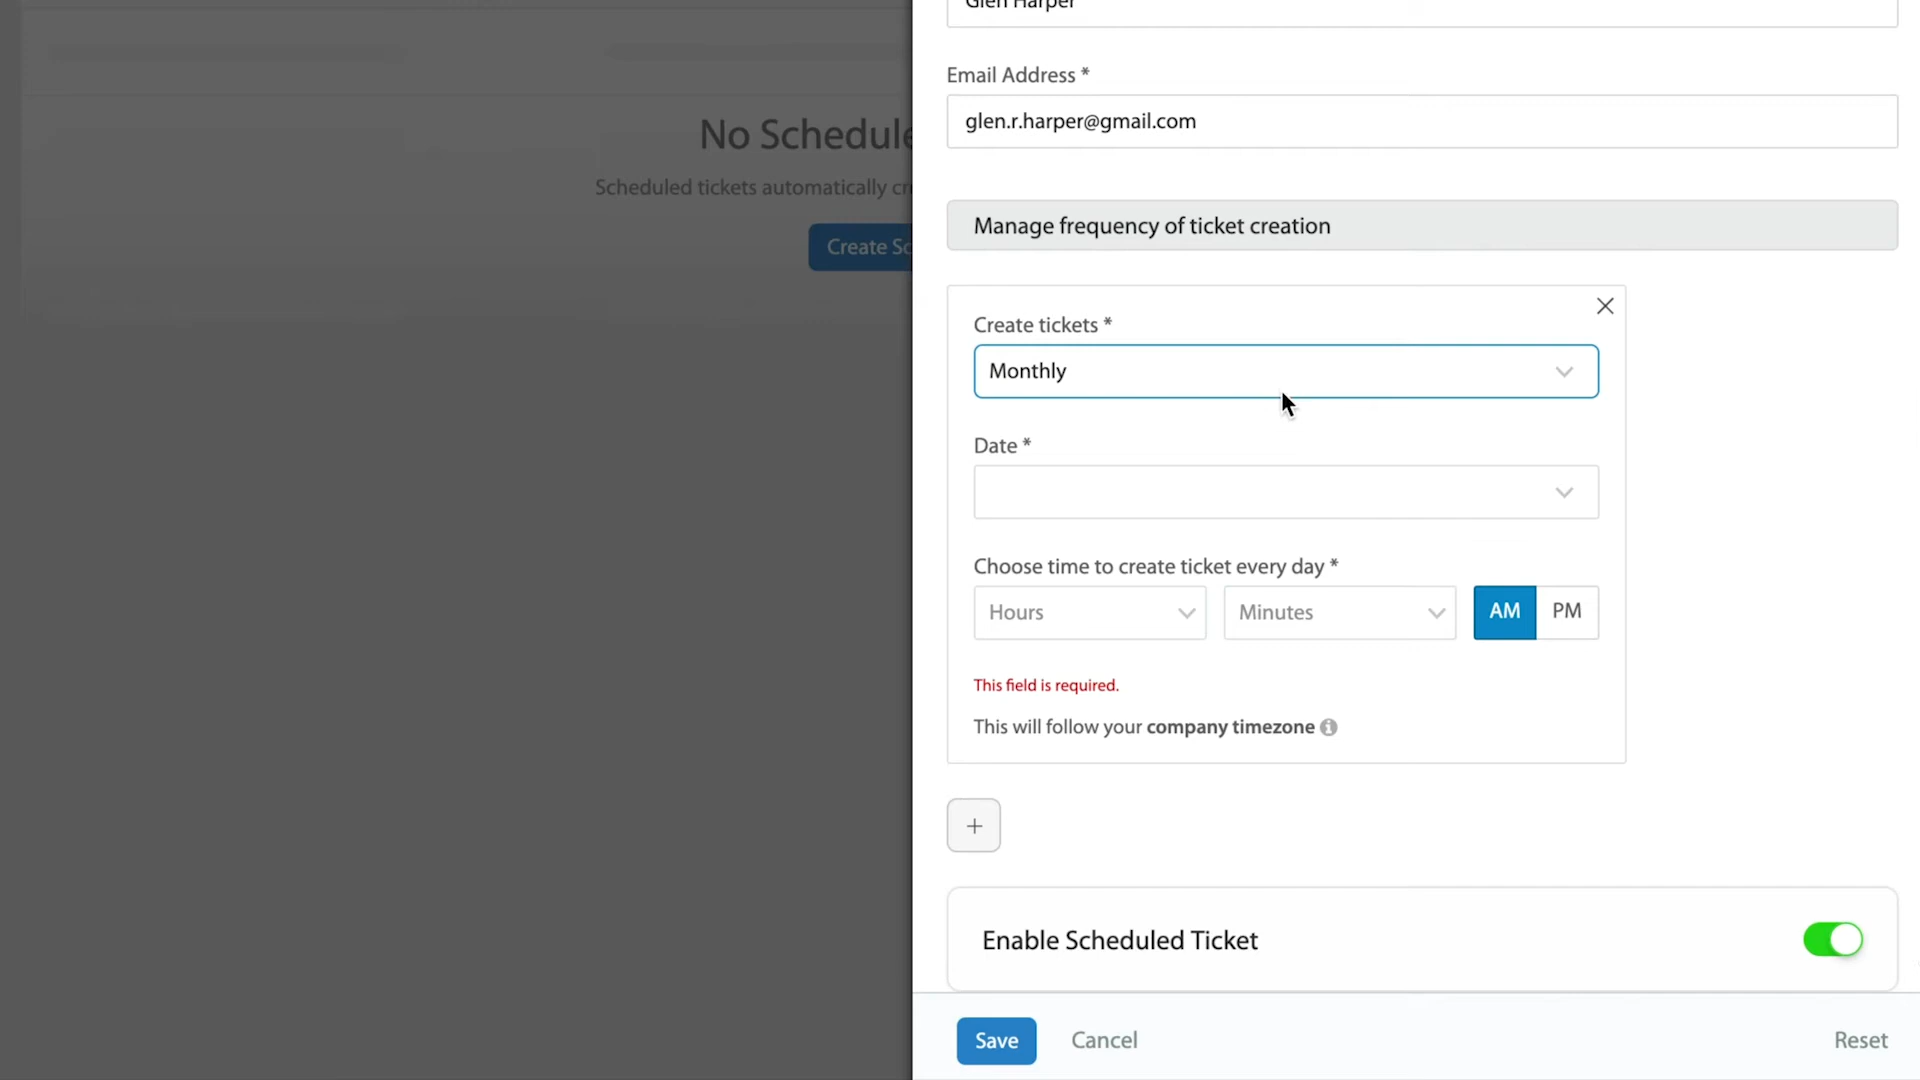 Glen Harper
Email Address *
glen.r.harper@gmail.com
No Schedule
Scheduled tickets automatically cr
Create Sc
Manage frequency of ticket creation
Create tickets *
Monthly
Date *
Choose time to create ticket every day *
Hours
Minutes
AM
PM
This field is required.
This will follow your company timezone
Enable Scheduled Ticket
Save
Cancel
Reset